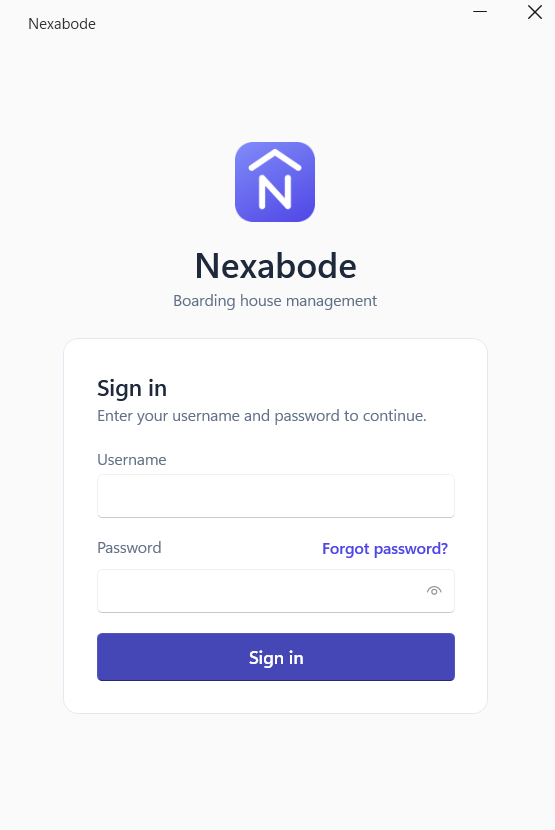 Nexabode
N
Nexabode
Boarding house management
Sign in
Enter your username and password to continue.
Username
Password Forgot password?
Sign in